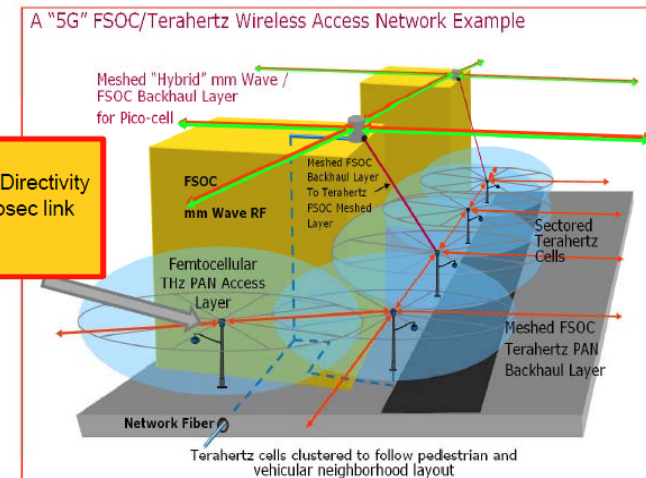 A "5G" FSOC/Terahertz Wireless Access Network Example
Meshed "Hybrid" mm Wave /
FSOC Backhaul Layer
for Pico-cell
Directivity
link
FSOC
mm Wave RF
Meshed FSOC
Backhaul Layer
To Terahertz
FSOC Meshed
Layer
Sectored
Terahertz
Cells
Femtocellular
THz PAN Access
Layer
Meshed FSOC
Terahertz PAN
Backhaul Layer
Network Fiber
Terahertz cells clustered to follow pedestrian and
vehicular neighborhood layout